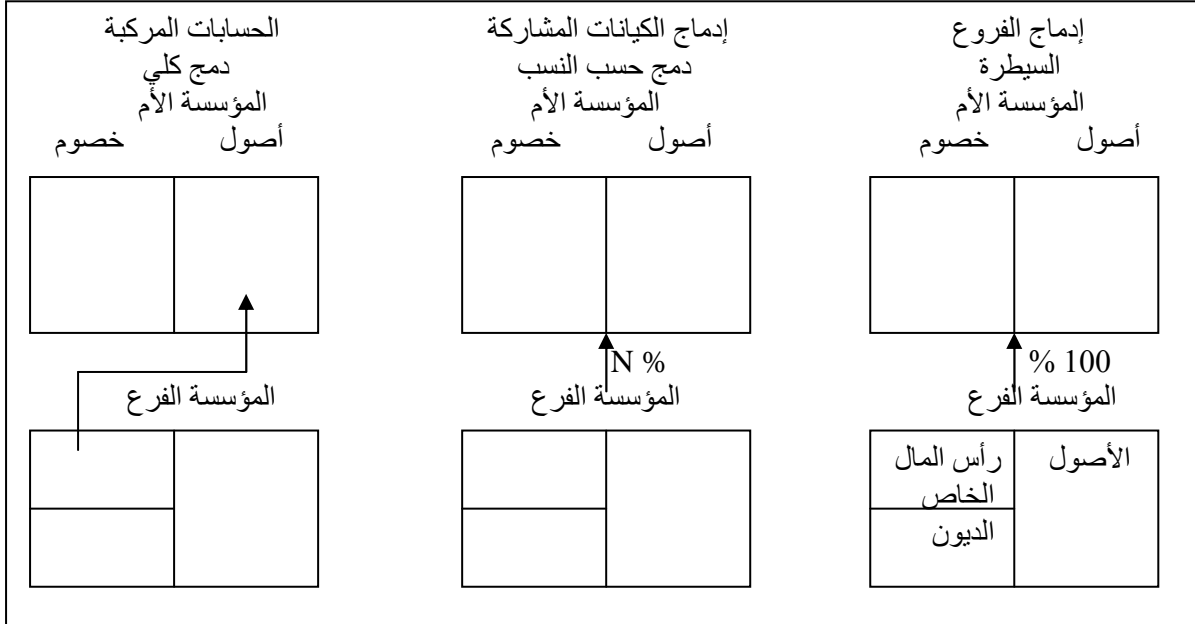 إدماج الفروع
السيطرة
المؤسسة الأم
أصول خصوم
% 100
المؤسسة الفرع
الأصول
رأس المال
الخاص
الديون
إدماج الكيانات المشاركة
دمج حسب النسب
المؤسسة الأم
أصول خصوم
N %
المؤسسة الفرع
الحسابات المركبة
دمج كلي
المؤسسة الأم
أصول خصوم
المؤسسة الفرع